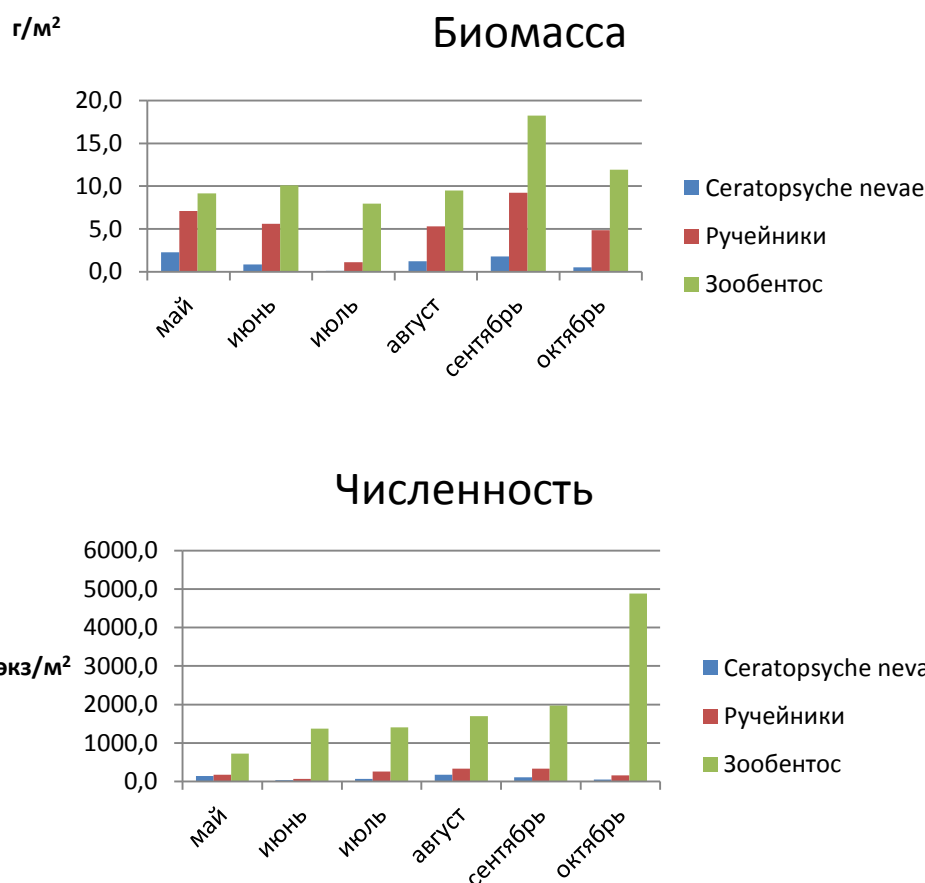 г/м²
Биомасса
20,0
15,0
10,0
5,0
0,0
май
июнь
июль
август
сентябрь
октябрь
Ceratopsyche nevae
Ручейники
Зообентос
Численность
6000,0
5000,0
4000,0
экз/м²
3000,0
2000,0
1000,0
0,0
май
июнь
июль
август
сентябрь
октябрь
Ceratopsyche neva
Ручейники
Зообентос